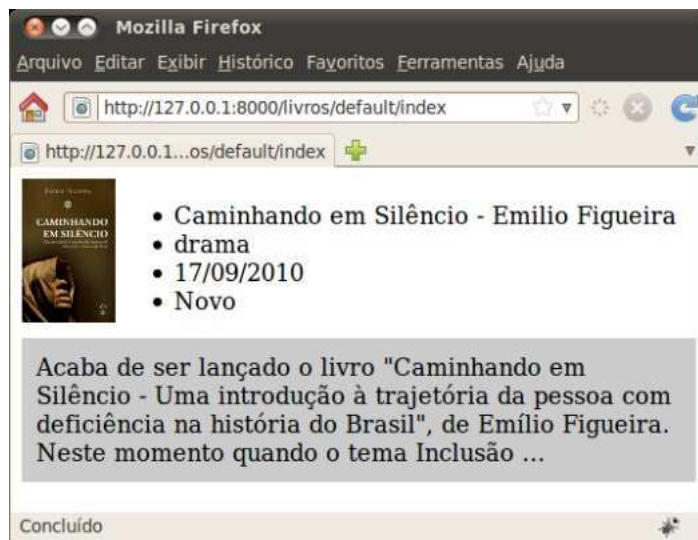 Mozilla Firefox
Arquivo Editar Exibir Histórico Favoritos Ferramentas Ajuda
http://127.0.0.1:8000/livros/default/index
http://127.0.0.1...os/default/index
CAMINHANDO
EM SILÊNCIO
Caminhando em Silêncio - Emilio Figueira
drama
17/09/2010
Novo
Acaba de ser lançado o livro "Caminhando em
Silêncio - Uma introdução à trajetória da pessoa com
deficiência na história do Brasil", de Emílio Figueira.
Neste momento quando o tema Inclusão ...
Concluído